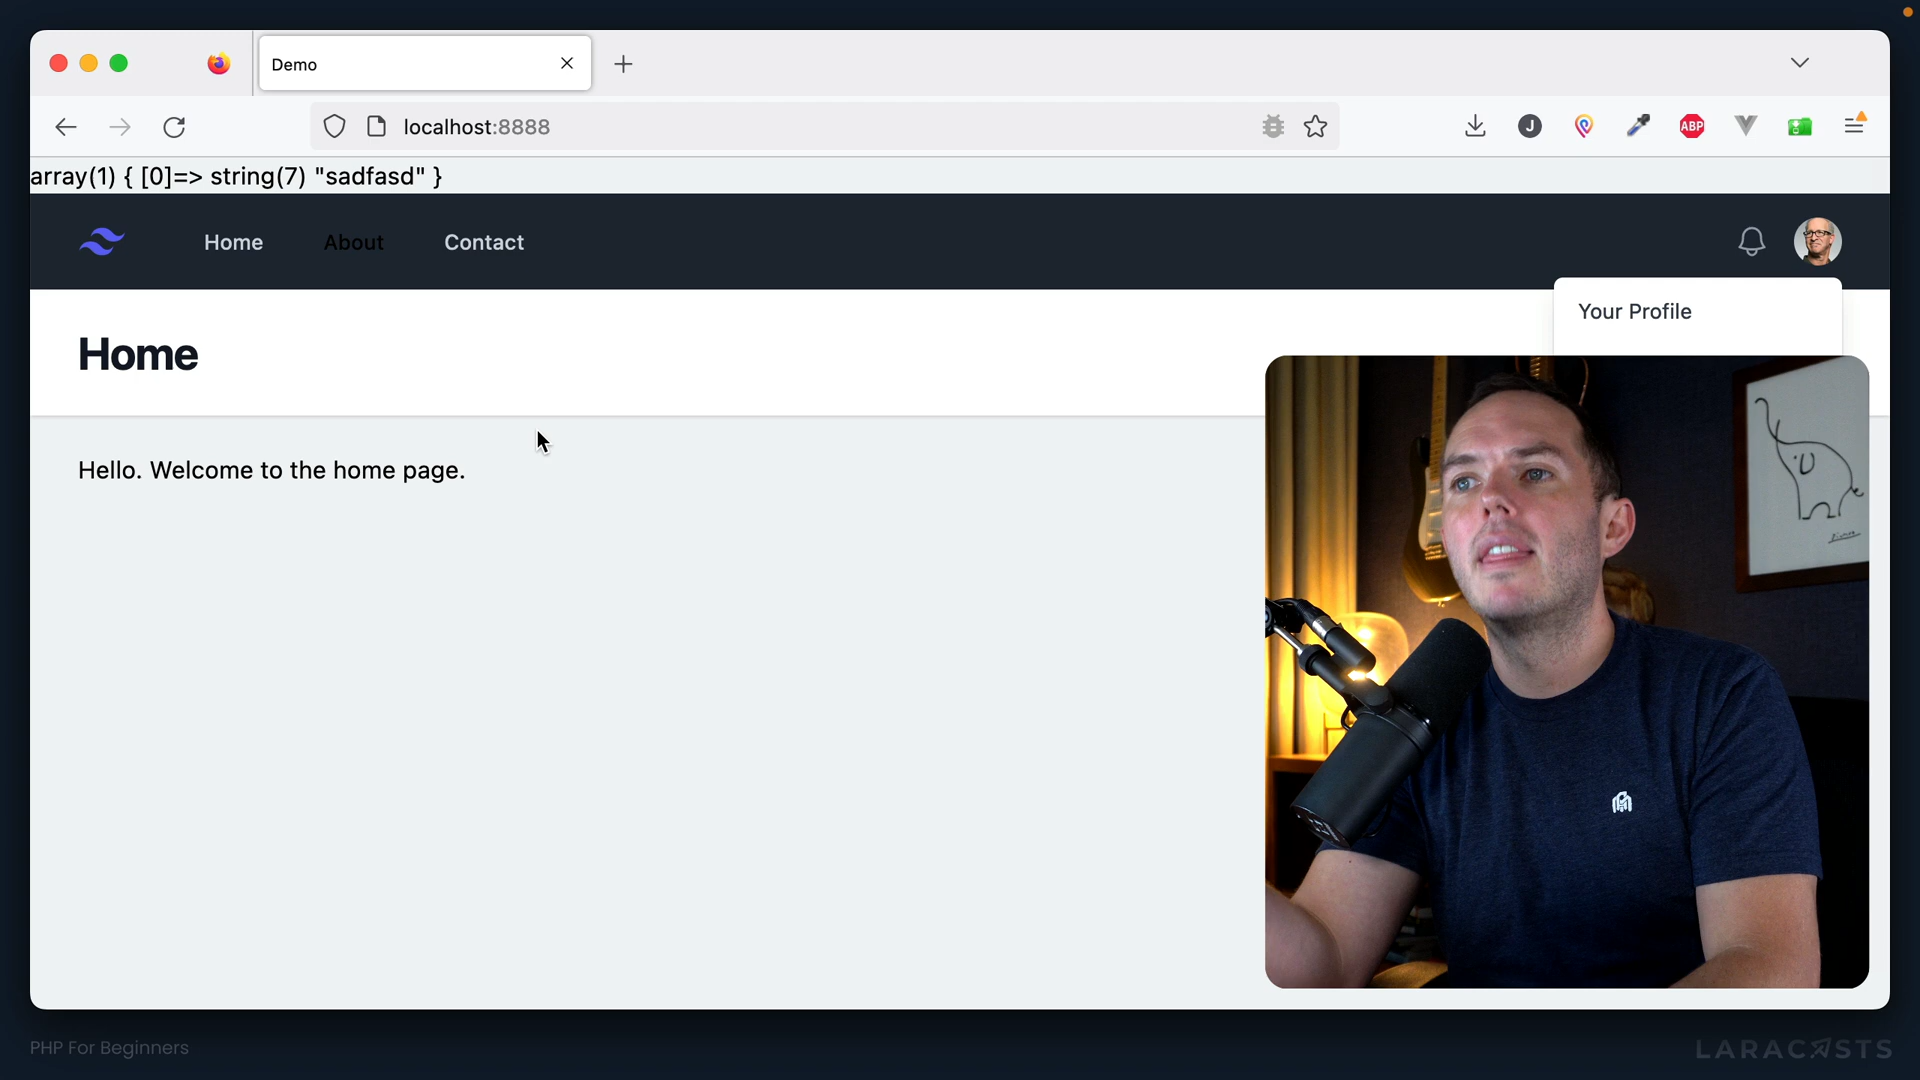 Demo
localhost:8888
J
ABP
array(1) { [0]=> string(7) "sadfasd" }
Home
About
Contact
Your Profile
Home
Hello. Welcome to the home page.
PHP For Beginners
LARACASTS